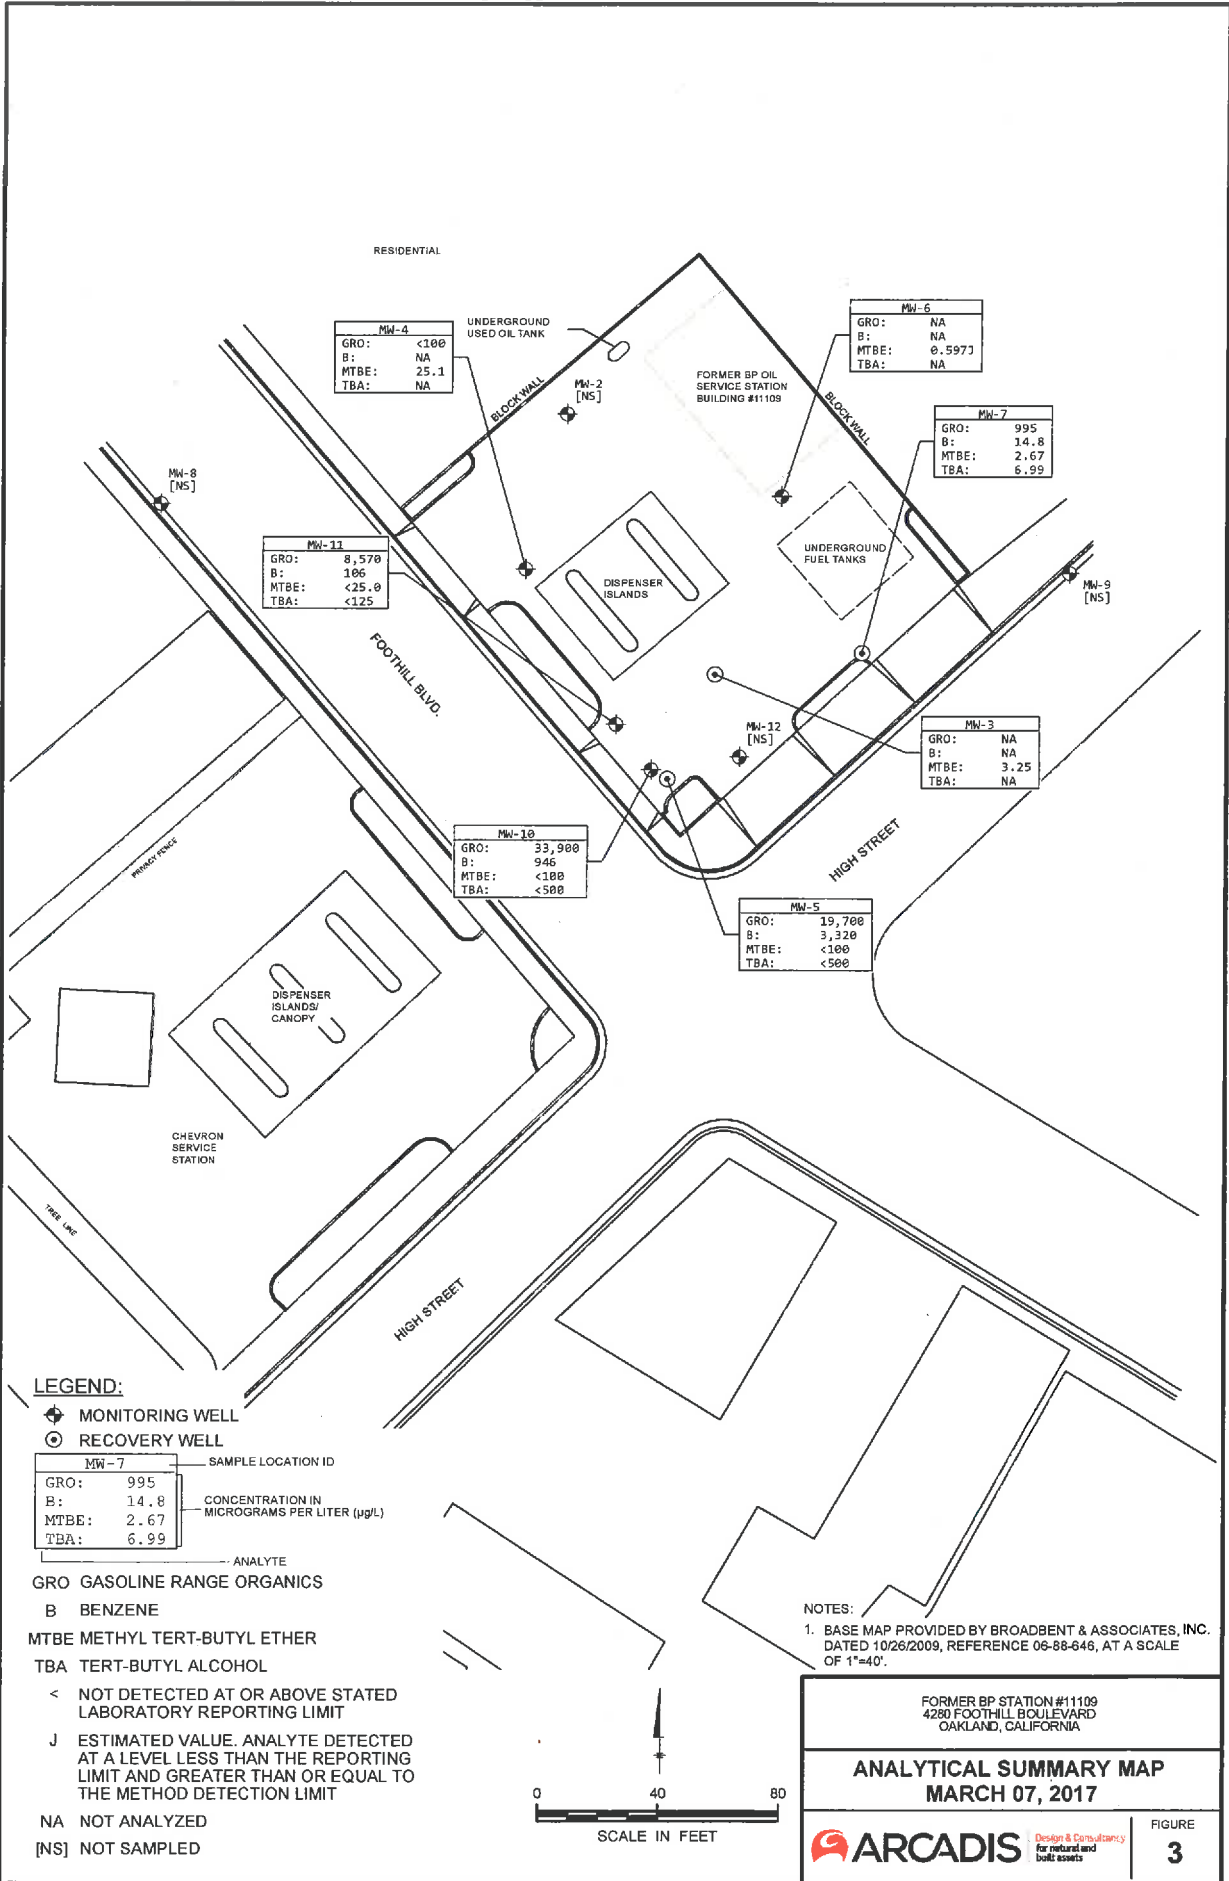 RESIDENTIAL
MW-4
GRO: <100
B: NA
MTBE: 25.1
TBA: NA
UNDERGROUND
USED OIL TANK
BLOCK WALL
MW-2
[NS]
FORMER BP OIL
SERVICE STATION
BUILDING #11109
BLOCK WALL
MW-6
GRO: NA
B: NA
MTBE: 0.597J
TBA: NA
MW-7
GRO: 995
B: 14.8
MTBE: 2.67
TBA: 6.99
MW-8
[NS]
MW-11
GRO: 8,570
B: 106
MTBE: <25.0
TBA: <125
DISPENSER
ISLANDS
UNDERGROUND
FUEL TANKS
MW-9
[NS]
FOOTHILL BLVD.
MW-12
[NS]
MW-3
GRO: NA
B: NA
MTBE: 3.25
TBA: NA
MW-10
GRO: 33,900
B: 946
MTBE: <100
TBA: <500
HIGH STREET
PRIVACY FENCE
MW-5
GRO: 19,700
B: 3,320
MTBE: <100
TBA: <500
DISPENSER
ISLANDS/
CANOPY
CHEVRON
SERVICE
STATION
TREE LINE
HIGH STREET
LEGEND:
MONITORING WELL
RECOVERY WELL
MW-7
GRO: 995
B: 14.8
MTBE: 2.67
TBA: 6.99
SAMPLE LOCATION ID
CONCENTRATION IN
MICROGRAMS PER LITER (µg/L)
ANALYTE
GRO GASOLINE RANGE ORGANICS
B BENZENE
MTBE METHYL TERT-BUTYL ETHER
TBA TERT-BUTYL ALCOHOL
< NOT DETECTED AT OR ABOVE STATED
LABORATORY REPORTING LIMIT
J ESTIMATED VALUE. ANALYTE DETECTED
AT A LEVEL LESS THAN THE REPORTING
LIMIT AND GREATER THAN OR EQUAL TO
THE METHOD DETECTION LIMIT
NA NOT ANALYZED
[NS] NOT SAMPLED
0 40 80
SCALE IN FEET
NOTES:
1. BASE MAP PROVIDED BY BROADBENT & ASSOCIATES, INC.
DATED 10/26/2009, REFERENCE 06-88-646, AT A SCALE
OF 1"=40'.
FORMER BP STATION #11109
4280 FOOTHILL BOULEVARD
OAKLAND, CALIFORNIA
ANALYTICAL SUMMARY MAP
MARCH 07, 2017
ARCADIS
Design & Consultancy
for natural and
built assets
FIGURE
3